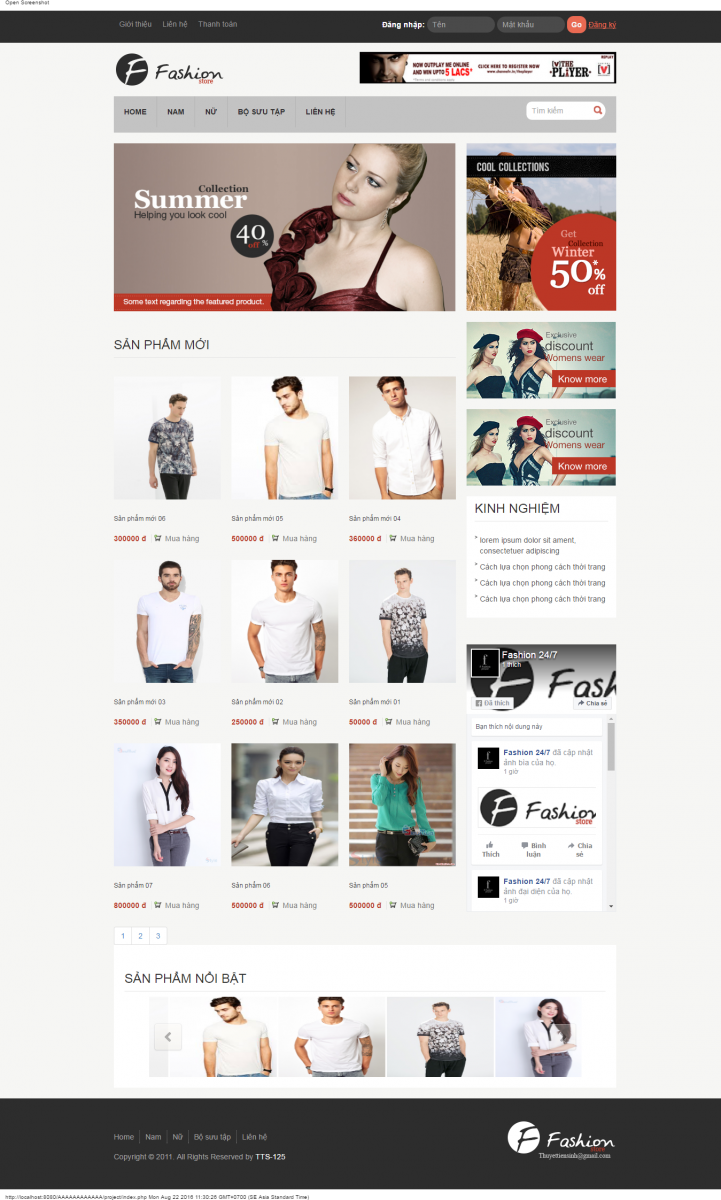 Open Screenshot
Giới thiệu Liên hệ Thanh toán
Đăng nhập: Tên Mật khẩu Go Đăng ký
Fashion
store
NOW OUTPLAY ME ONLINE
AND WIN UPTO 5 LACS
CLICK HERE TO REGISTER NOW
REPLAY
THE PLAYER
HOME NAM NỮ BỘ SƯU TẬP LIÊN HỆ
Tìm kiếm
Collection
Summer
Helping you look cool
40
off %
Some text regarding the featured product.
COOL COLLECTIONS
Get
Collection
Winter
50*%
off
Exclusive
discount
Womens wear
Know more
Exclusive
discount
Womens wear
Know more
SẢN PHẨM MỚI
Sản phẩm mới 06 Sản phẩm mới 05 Sản phẩm mới 04
300000 đ Mua hàng 500000 đ Mua hàng 360000 đ Mua hàng
Sản phẩm mới 03 Sản phẩm mới 02 Sản phẩm mới 01
350000 đ Mua hàng 250000 đ Mua hàng 50000 đ Mua hàng
Sản phẩm 07 Sản phẩm 06 Sản phẩm 05
800000 đ Mua hàng 500000 đ Mua hàng 500000 đ Mua hàng
1 2 3
KINH NGHIỆM
lorem ipsum dolor sit ament,
consectetuer adipiscing
Cách lựa chọn phong cách thời trang
Cách lựa chọn phong cách thời trang
Cách lựa chọn phong cách thời trang
Fashion 24/7
1 thích
Đã thích Chia sẻ
Bạn thích nội dung này
Fashion 24/7 đã cập nhật
ảnh bìa của họ.
1 giờ
Fashion
store
Thích Bình luận Chia sẻ
Fashion 24/7 đã cập nhật
ảnh đại diện của họ.
1 giờ
SẢN PHẨM NỔI BẬT
Home Nam Nữ Bộ sưu tập Liên hệ
Copyright © 2011. All Rights Reserved by TTS-125
Fashion
store
Thuyettiensinh@gmail.com
http://localhost:8080/AAAAAAAAAAAA/project/index.php Mon Aug 22 2016 11:30:26 GMT+0700 (SE Asia Standard Time)